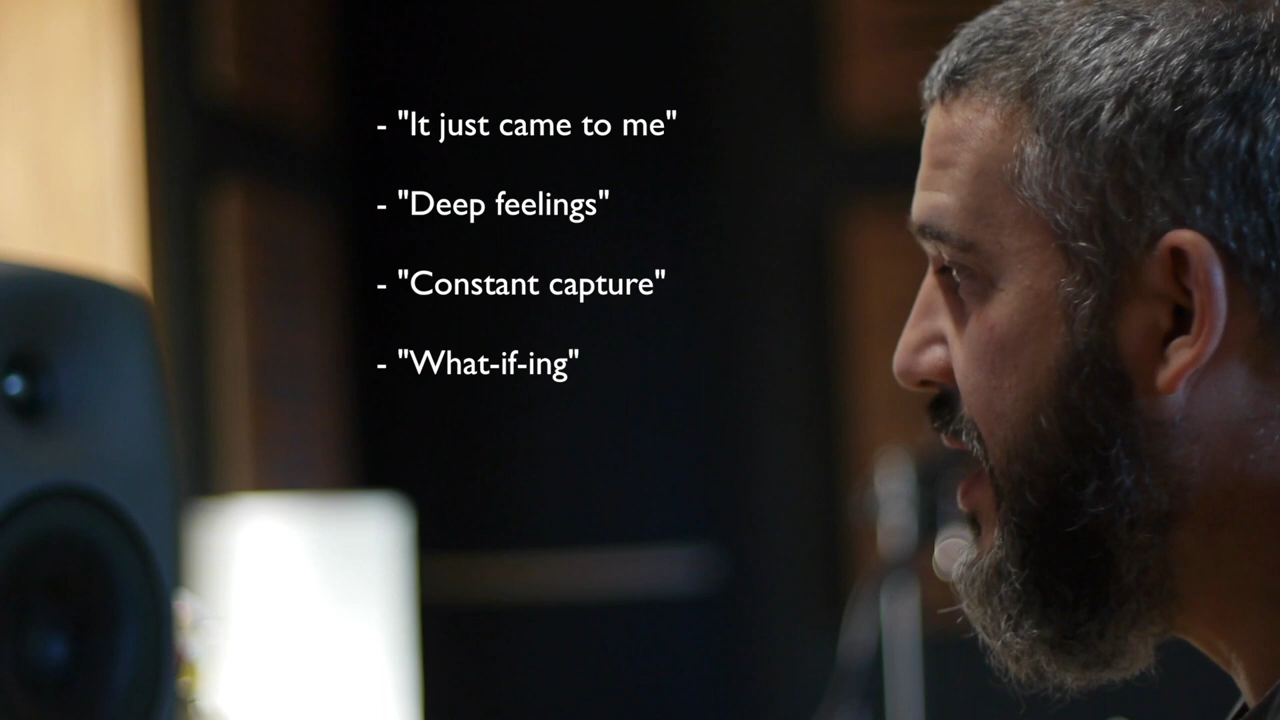 - "It just came to me"
- "Deep feelings"
- "Constant capture"
- "What-if-ing"